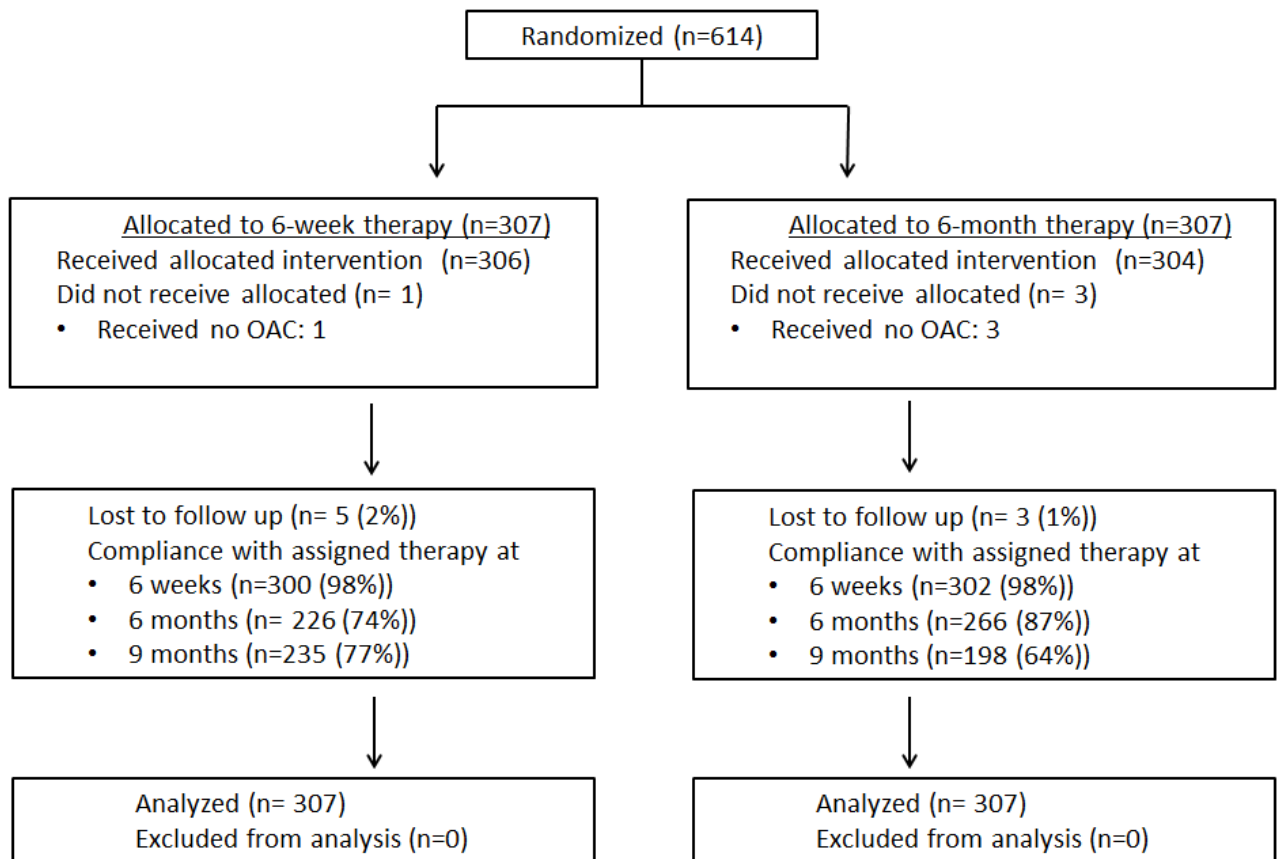 Randomized (n=614)
Allocated to 6-week therapy (n=307)
Received allocated intervention (n=306)
Did not receive allocated (n= 1)
• Received no OAC: 1
Allocated to 6-month therapy (n=307)
Received allocated intervention (n=304)
Did not receive allocated (n= 3)
• Received no OAC: 3
Lost to follow up (n= 5 (2%))
Compliance with assigned therapy at
• 6 weeks (n=300 (98%))
• 6 months (n= 226 (74%))
• 9 months (n=235 (77%))
Lost to follow up (n= 3 (1%))
Compliance with assigned therapy at
• 6 weeks (n=302 (98%))
• 6 months (n=266 (87%))
• 9 months (n=198 (64%))
Analyzed (n= 307)
Excluded from analysis (n=0)
Analyzed (n= 307)
Excluded from analysis (n=0)